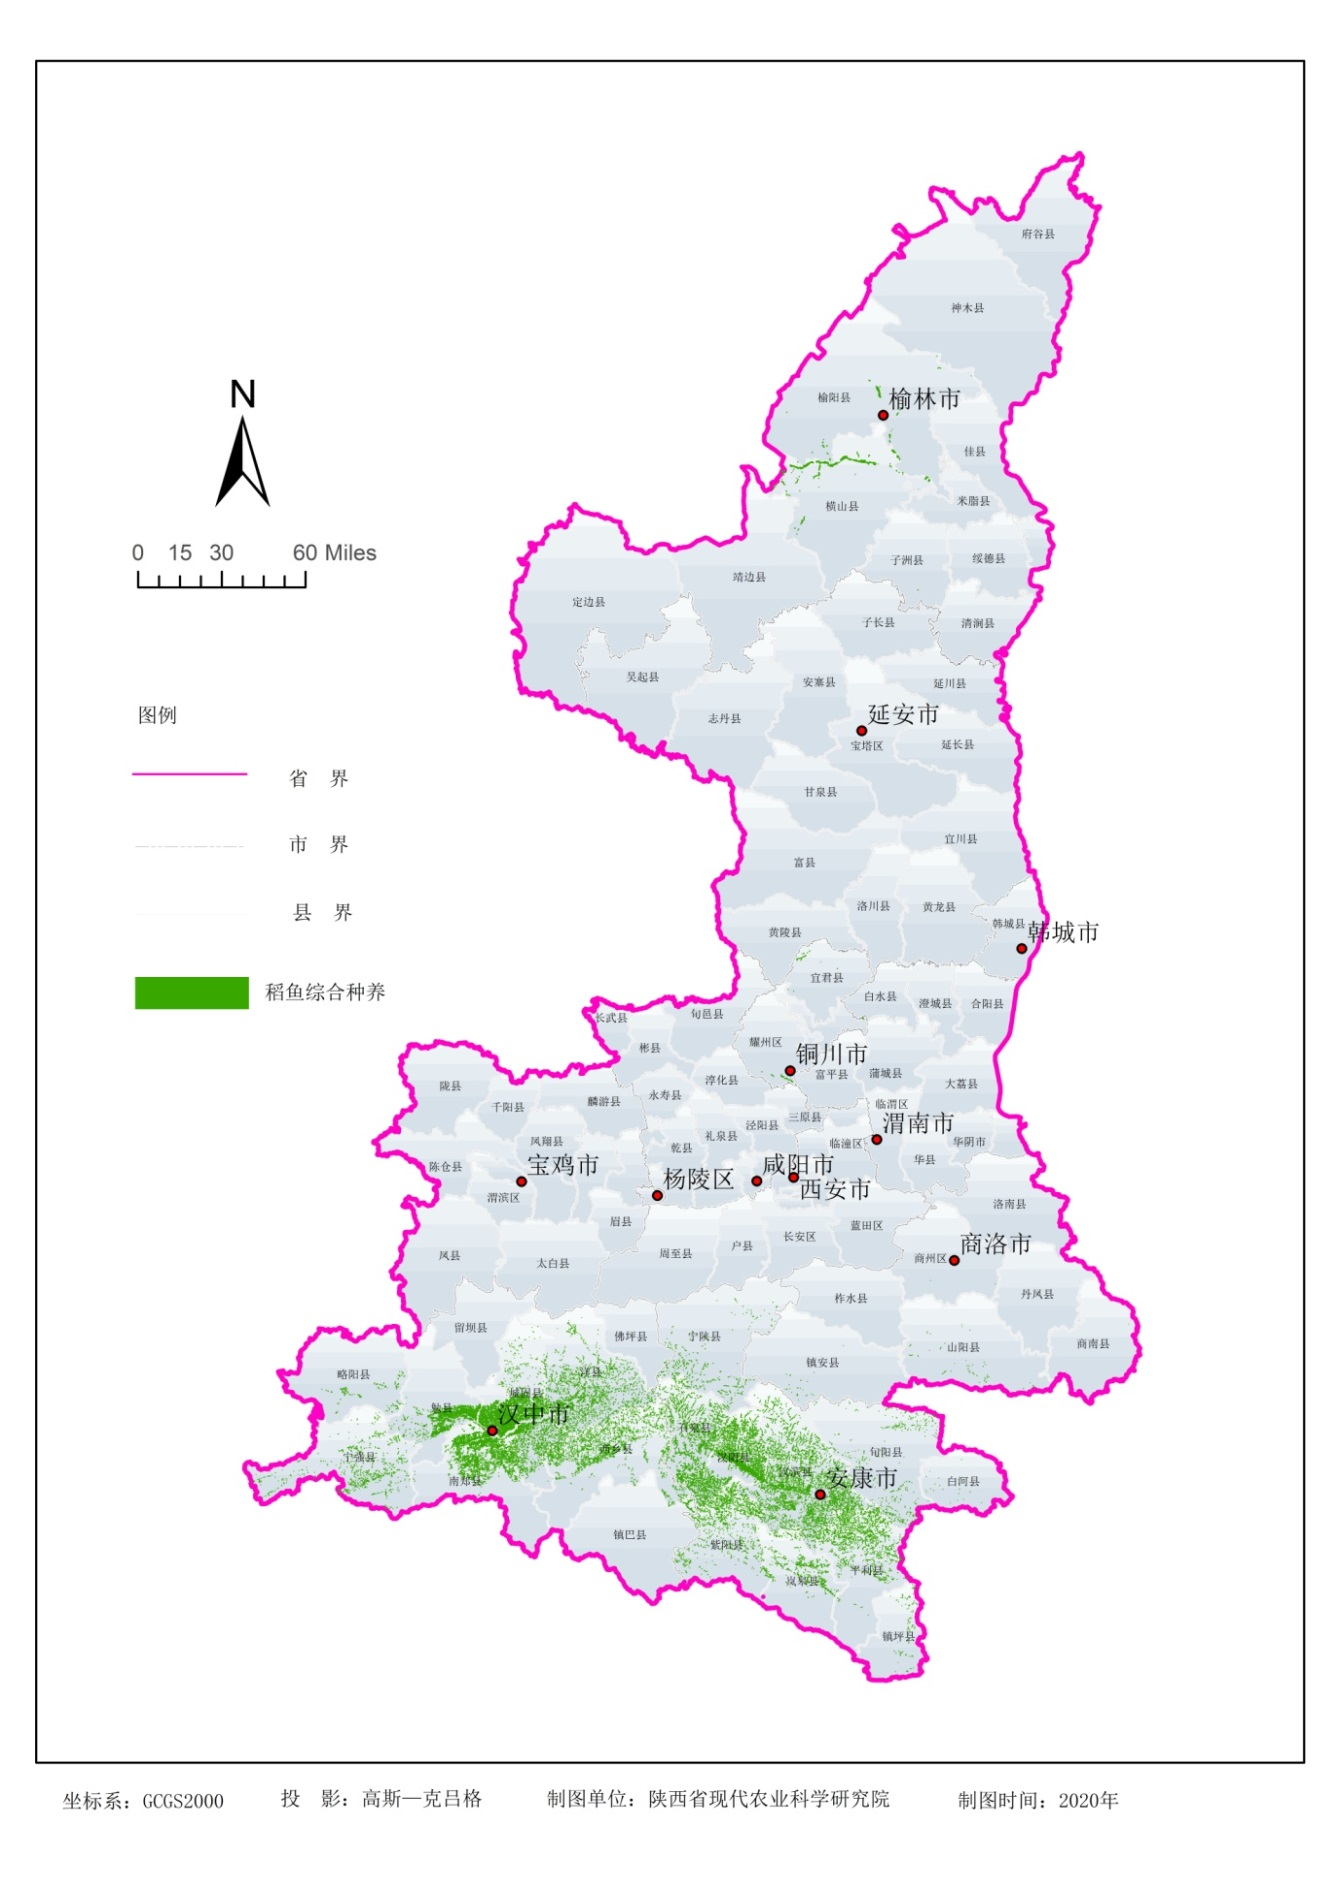 府谷县
神木县
N
榆阳县
榆林市
佳县
米脂县
横山县
0 15 30 60 Miles
子洲县
绥德县
靖边县
定边县
子长县
清涧县
吴起县
安塞县
延川县
图例
志丹县
延安市
宝塔区
延长县
省 界
甘泉县
市 界
宜川县
富县
县 界
洛川县
黄龙县
韩城县
韩城市
黄陵县
宜君县
稻鱼综合种养
白水县
澄城县
合阳县
长武县
旬邑县
彬县
耀州区
铜川市
陇县
淳化县
富平县
蒲城县
大荔县
千阳县
麟游县
永寿县
临渭区
三原县
泾阳县
渭南市
凤翔县
乾县
礼泉县
临潼区
华县
华阴市
陈仓县
宝鸡市
咸阳市
杨陵区
西安市
渭滨区
洛南县
眉县
蓝田区
长安区
户县
商洛市
凤县
太白县
周至县
商州区
柞水县
丹凤县
留坝县
佛坪县
宁陕县
山阳县
商南县
镇安县
略阳县
洋县
城固县
勉县
汉中市
石泉县
西乡县
宁强县
汉阴县
旬阳县
南郑县
汉滨区
安康市
白河县
镇巴县
紫阳县
平利县
岚皋县
镇坪县
坐标系：GCGS2000 投 影：高斯—克吕格 制图单位：陕西省现代农业科学研究院 制图时间：2020年